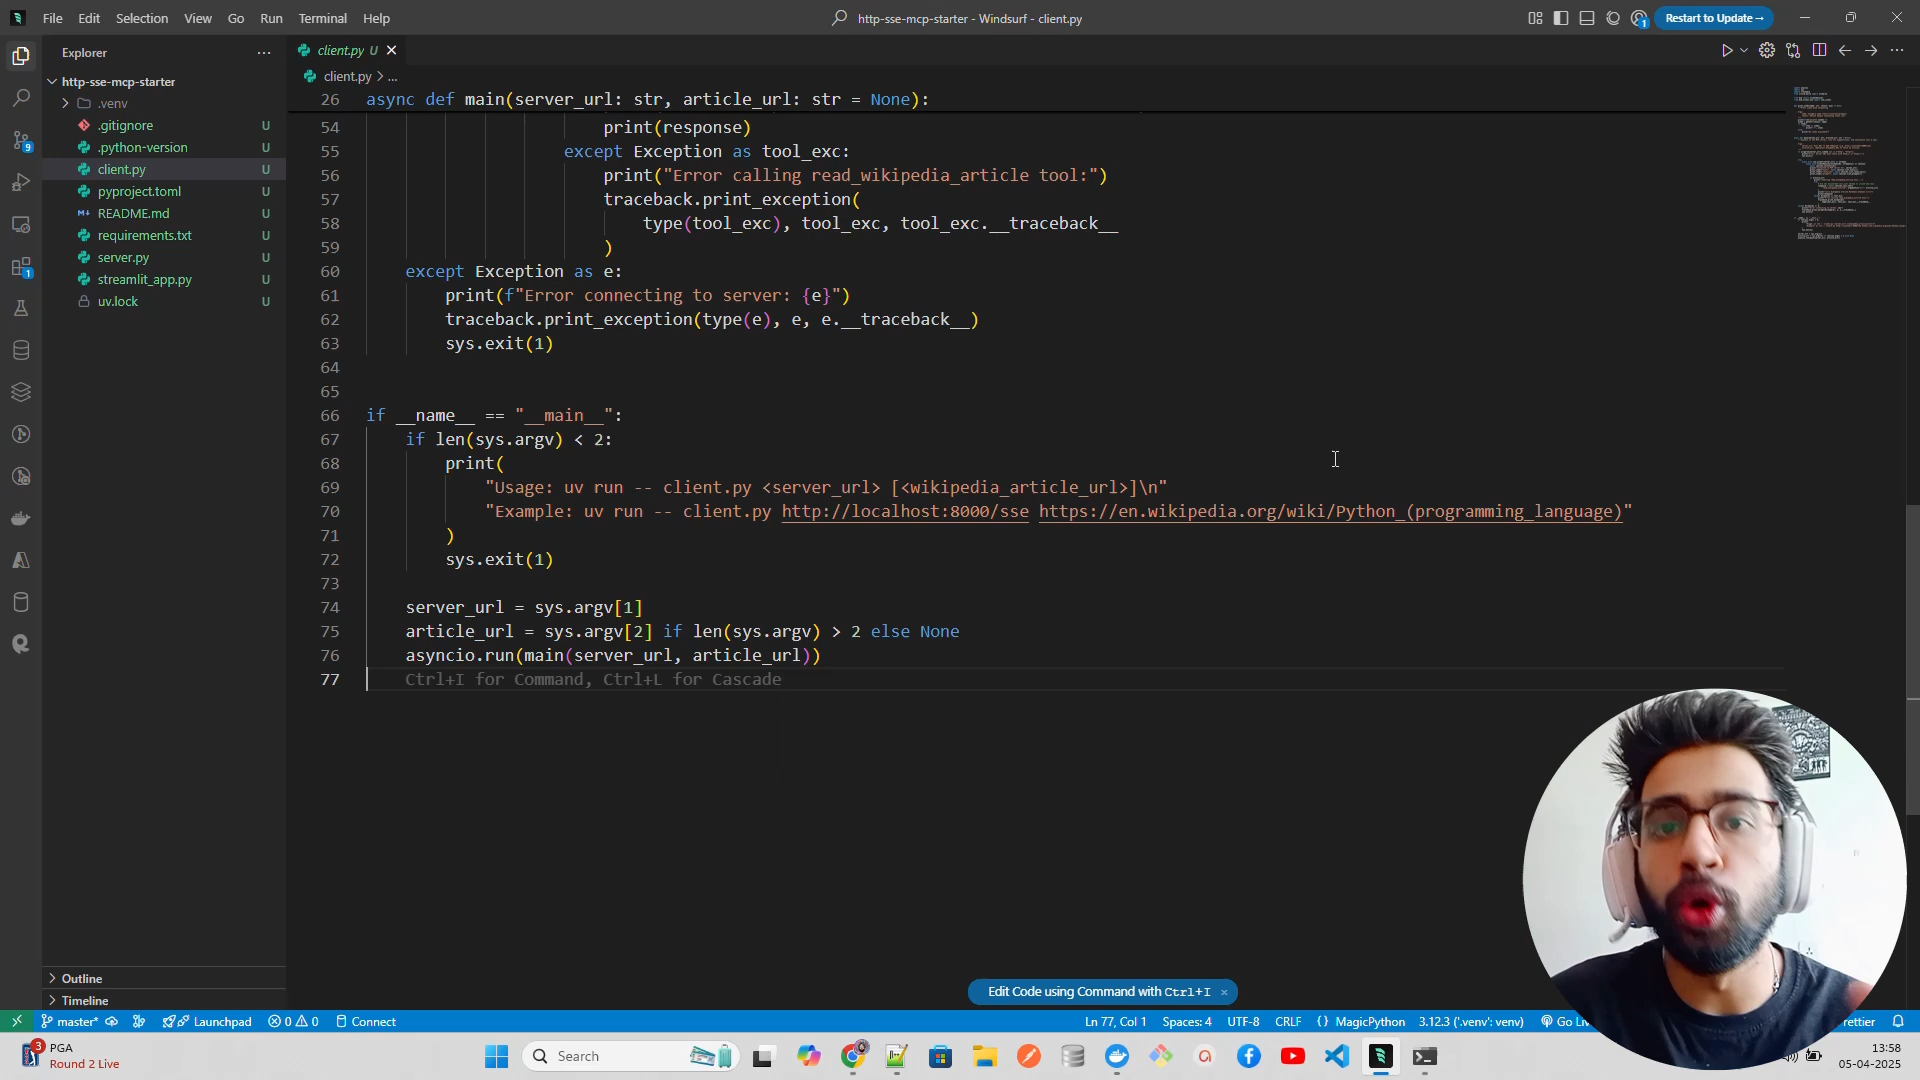 File Edit Selection View Go Run Terminal Help
http-sse-mcp-starter - Windsurf - client.py
1
Restart to Update →
Explorer
http-sse-mcp-starter
.venv
.gitignore U
.python-version U
client.py U
pyproject.toml U
README.md U
requirements.txt U
server.py U
streamlit_app.py U
uv.lock U
9
1
Outline
Timeline
client.py U
client.py > ...
26 async def main(server_url: str, article_url: str = None):
54 print(response)
55 except Exception as tool_exc:
56 print("Error calling read_wikipedia_article tool:")
57 traceback.print_exception(
58 type(tool_exc), tool_exc, tool_exc.__traceback__
59 )
60 except Exception as e:
61 print(f"Error connecting to server: {e}")
62 traceback.print_exception(type(e), e, e.__traceback__)
63 sys.exit(1)
64
65
66 if __name__ == "__main__":
67 if len(sys.argv) < 2:
68 print(
69 "Usage: uv run -- client.py <server_url> [<wikipedia_article_url>]\n"
70 "Example: uv run -- client.py http://localhost:8000/sse https://en.wikipedia.org/wiki/Python_(programming_language)"
71 )
72 sys.exit(1)
73
74 server_url = sys.argv[1]
75 article_url = sys.argv[2] if len(sys.argv) > 2 else None
76 asyncio.run(main(server_url, article_url))
77 Ctrl+I for Command, Ctrl+L for Cascade
Edit Code using Command with Ctrl+I ×
master* Launchpad 0 0 Connect
Ln 77, Col 1 Spaces: 4 UTF-8 CRLF {} MagicPython 3.12.3 ('.venv': venv) Go Li
rettier
3
PGA
Round 2 Live
Search
13:58
05-04-2025